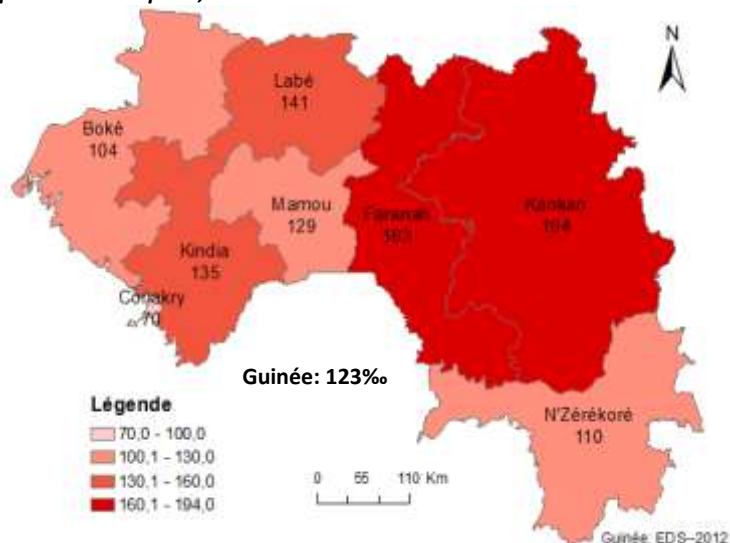 N
Labé
141
Boké
104
Mamou
129
Faranah
163
Kankan
194
Kindia
135
Conakry
70
Guinée: 123‰
Légende
70,0 - 100,0
100,1 - 130,0
130,1 - 160,0
160,1 - 194,0
0 55 110 Km
N'Zérékoré
110
Guinée: EDS-2012